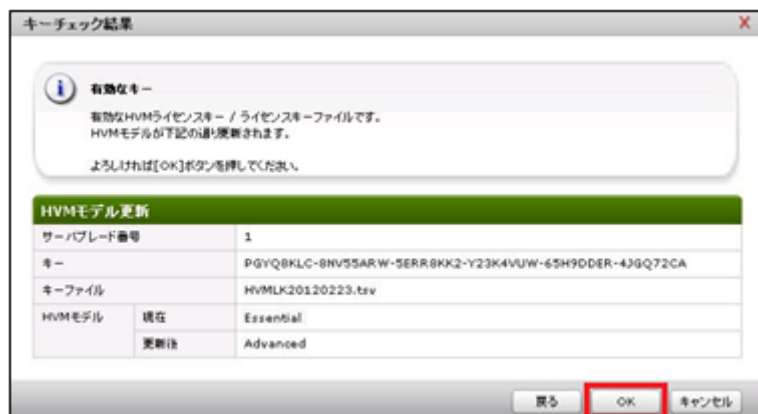 キーチェック結果
X
有効なキー
有効なHVMライセンスキー / ライセンスキーファイルです。
HVMモデルが下記の通り更新されます。
よろしければ[OK]ボタンを押してください。
HVMモデル更新
サーバブレード番号 1
キー PGYQ8KLC-8NV55ARW-5ERR8KK2-Y23K4VUW-65H9DDER-4JGQ72CA
キーファイル HVMLK20120223.tsv
HVMモデル 現在 Essential
更新後 Advanced
戻る OK キャンセル